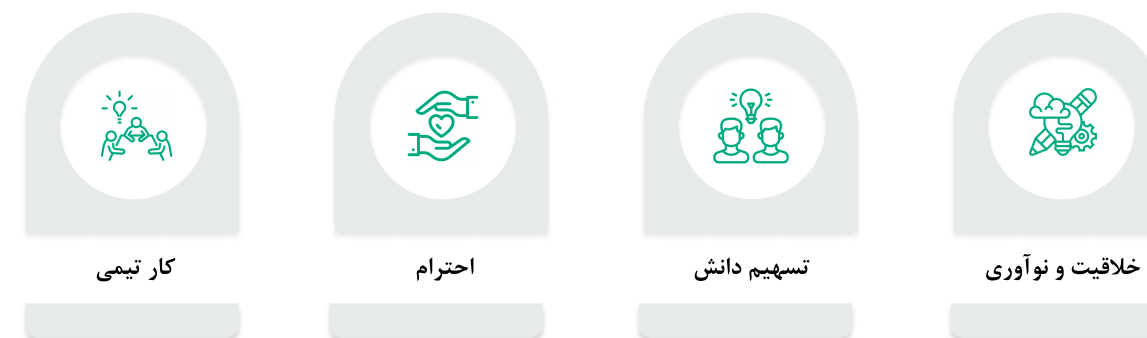 خلاقیت و نوآوری
تسهیم دانش
احترام
کار تیمی